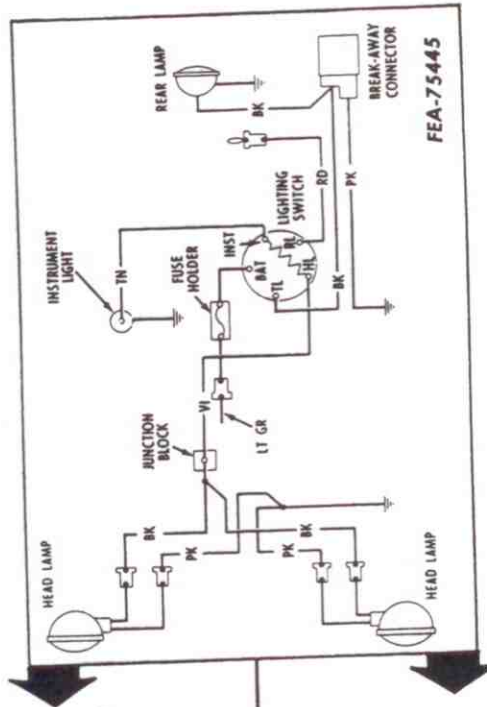 HEAD LAMP
BK
PK
JUNCTION
BLOCK
VI
LT GR
INSTRUMENT
LIGHT
TN
FUSE
HOLDER
INST
BAT
TL
RL
HL
LIGHTING
SWITCH
REAR LAMP
BK
RD
BK
PK
BREAK-AWAY
CONNECTOR
PK
BK
HEAD LAMP
FEA-75445